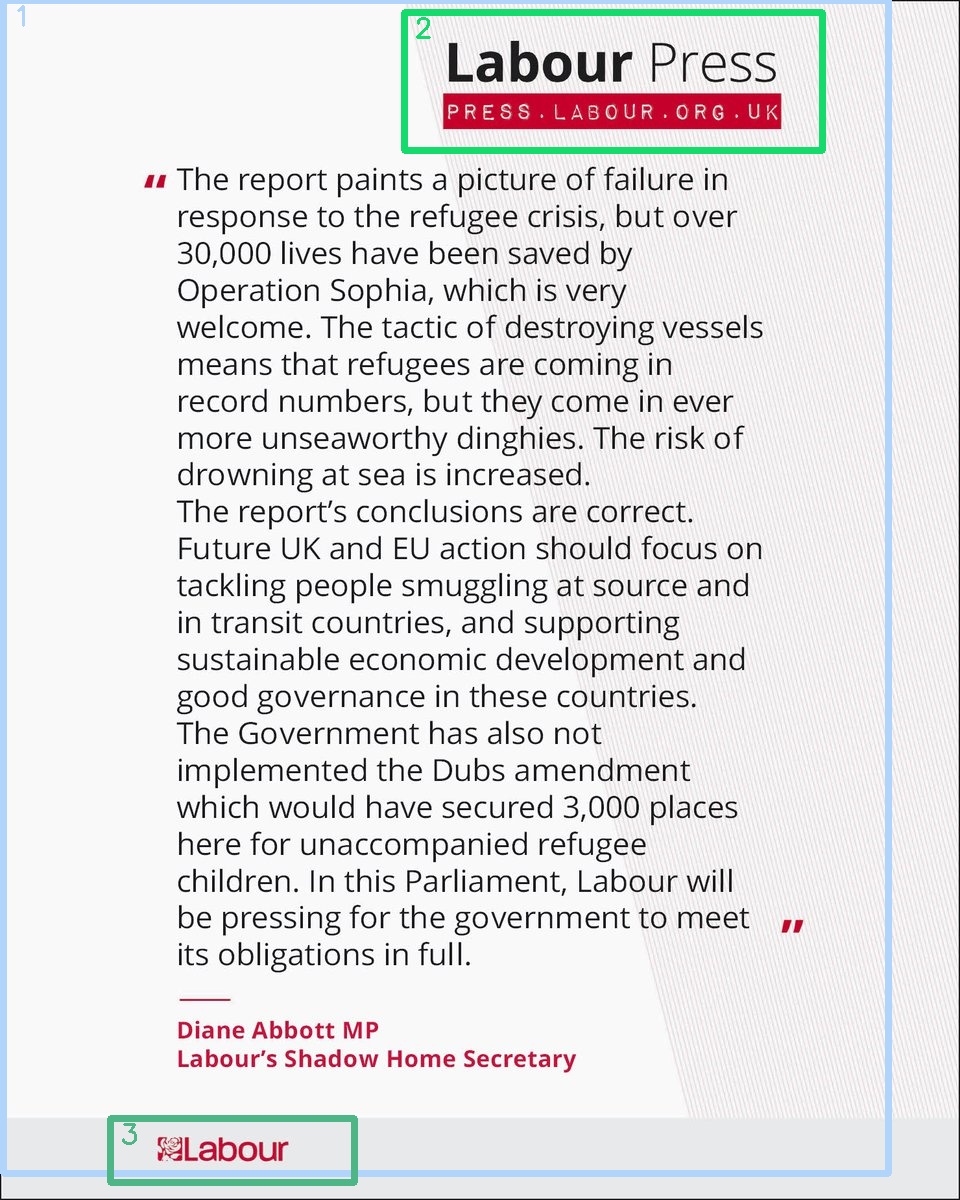 Labour Press
PRESS.LABOUR.ORG.UK
“ The report paints a picture of failure in
response to the refugee crisis, but over
30,000 lives have been saved by
Operation Sophia, which is very
welcome. The tactic of destroying vessels
means that refugees are coming in
record numbers, but they come in ever
more unseaworthy dinghies. The risk of
drowning at sea is increased.
The report’s conclusions are correct.
Future UK and EU action should focus on
tackling people smuggling at source and
in transit countries, and supporting
sustainable economic development and
good governance in these countries.
The Government has also not
implemented the Dubs amendment
which would have secured 3,000 places
here for unaccompanied refugee
children. In this Parliament, Labour will
be pressing for the government to meet ”
its obligations in full.
Diane Abbott MP
Labour’s Shadow Home Secretary
Labour